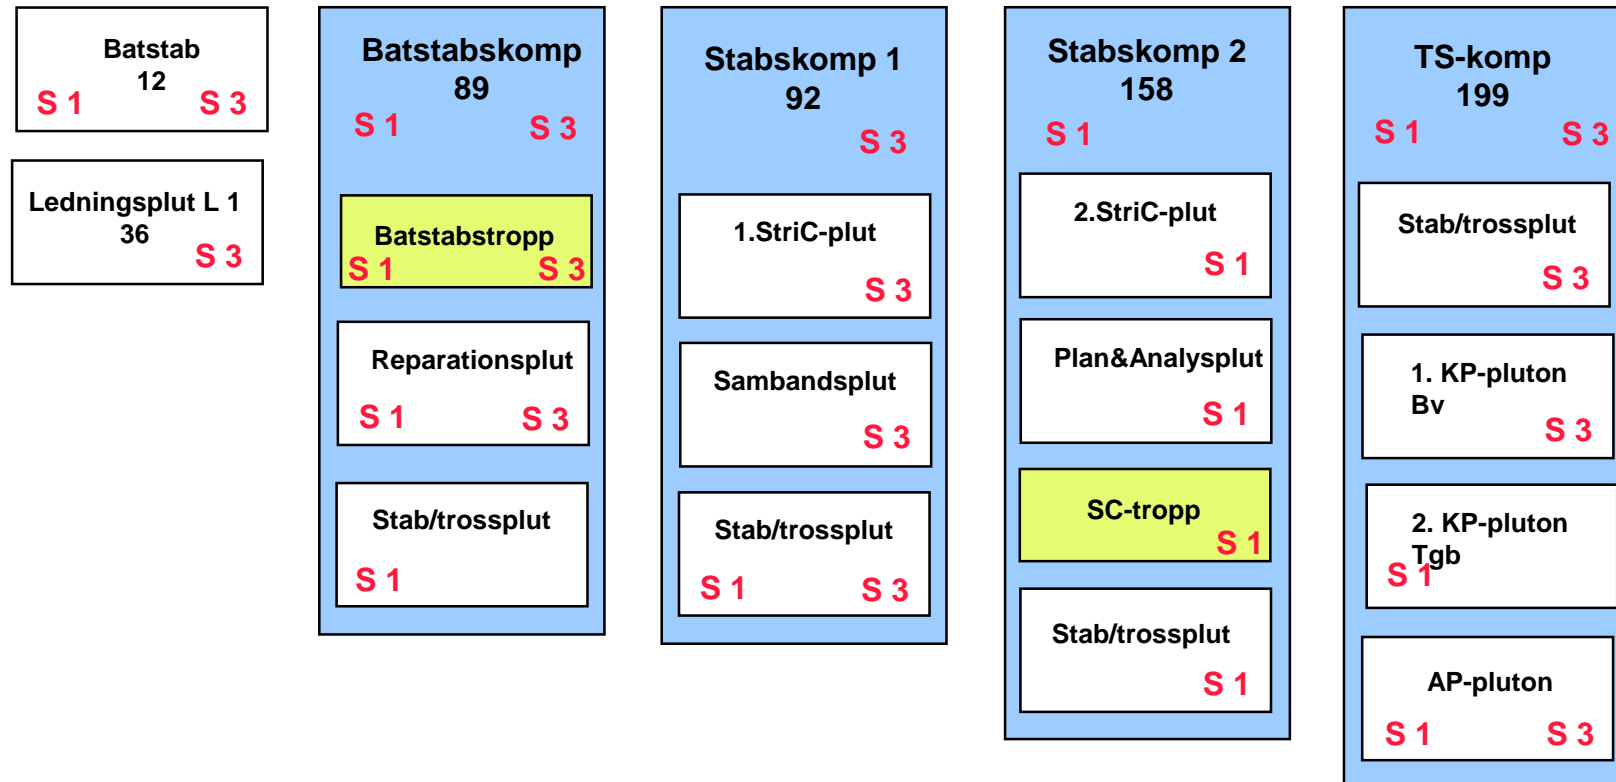 Batstab
12
S 1 S 3
Ledningsplut L 1
36
S 3
Batstabskomp
89
S 1 S 3
Batstabstropp
S 1 S 3
Reparationsplut
S 1 S 3
Stab/trossplut
S 1
Stabskomp 1
92
S 3
1.StriC-plut
S 3
Sambandsplut
S 3
Stab/trossplut
S 1 S 3
Stabskomp 2
158
S 1
2.StriC-plut
S 1
Plan&Analysplut
S 1
SC-tropp
S 1
Stab/trossplut
S 1
TS-komp
199
S 1 S 3
Stab/trossplut
S 3
1. KP-pluton
Bv
S 3
2. KP-pluton
Tgb
S 1
AP-pluton
S 1 S 3